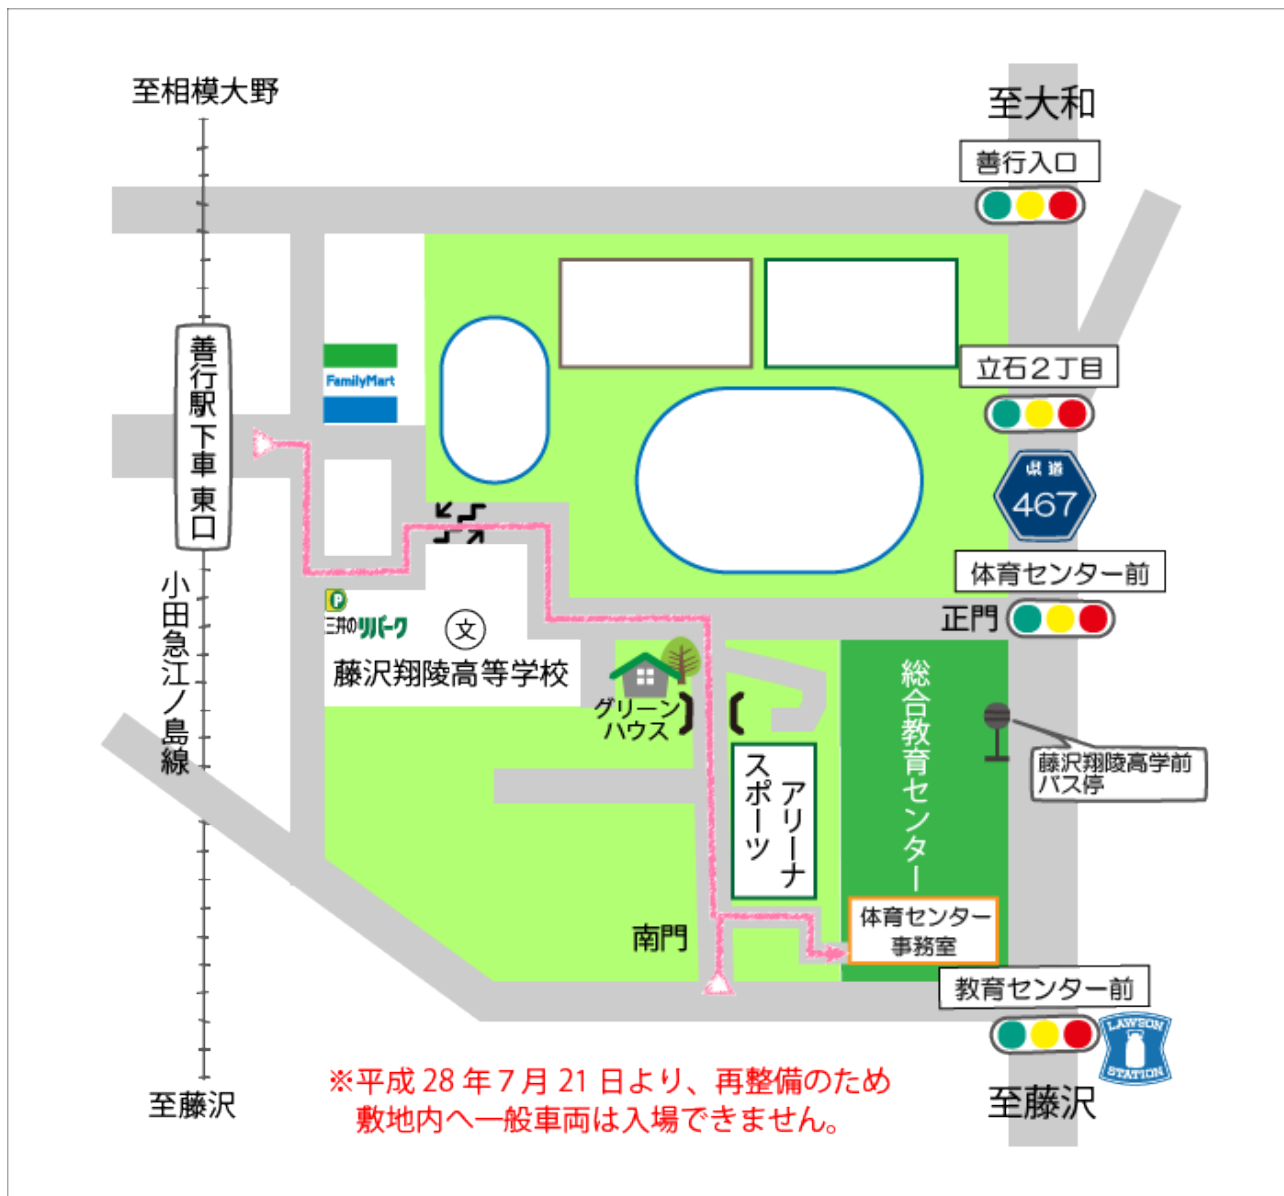 至相模大野
至大和
善行入口
FamilyMart
善行駅下車東口
立石2丁目
県道
467
体育センター前
正門
小田急江ノ島線
P
三井のリパーク
文
藤沢翔陵高等学校
グリーン
ハウス
総合教育センター
藤沢翔陵高学前
バス停
スポーツ
アリーナ
体育センター
事務室
南門
教育センター前
LAWSON
STATION
※平成28年7月21日より、再整備のため
敷地内へ一般車両は入場できません。
至藤沢
至藤沢